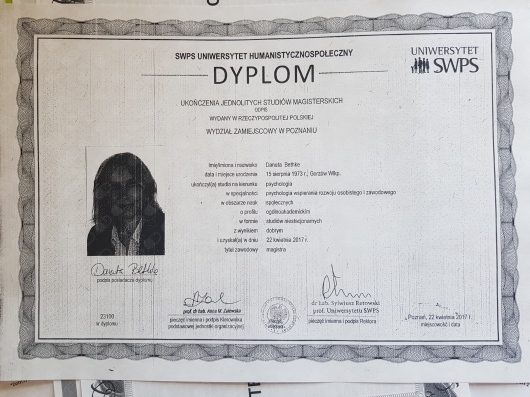 SWPS UNIWERSYTET HUMANISTYCZNOSPOŁECZNY
DYPLOM
UNIWERSYTET
SWPS
UKOŃCZENIA JEDNOLITYCH STUDIÓW MAGISTERSKICH
ODPIS
WYDANY W RZECZYPOSPOLITEJ POLSKIEJ
WYDZIAŁ ZAMIEJSCOWY W POZNANIU
Imię/imiona i nazwisko Danuta Bethke
data i miejsce urodzenia 15 sierpnia 1973 r.; Gorzów Wlkp.
ukończył(a) studia na kierunku psychologia
w specjalności psychologia wspierania rozwoju osobistego i zawodowego
w obszarze nauk społecznych
o profilu ogólnoakademickim
w formie studiów niestacjonarnych
z wynikiem dobrym
i uzyskał(a) w dniu 22 kwietnia 2017 r.
tytuł zawodowy magistra
Danuta Bethke
podpis posiadacza dyplomu
23100
nr dyplomu
prof. dr hab. Anna M. Zalewska
pieczęć imienna i podpis Kierownika
podstawowej jednostki organizacyjnej
dr hab. Sylwiusz Retowski
prof. Uniwersytetu SWPS
pieczęć imienna i podpis Rektora
Poznań, 22 kwietnia 2017 r.
miejscowość i data